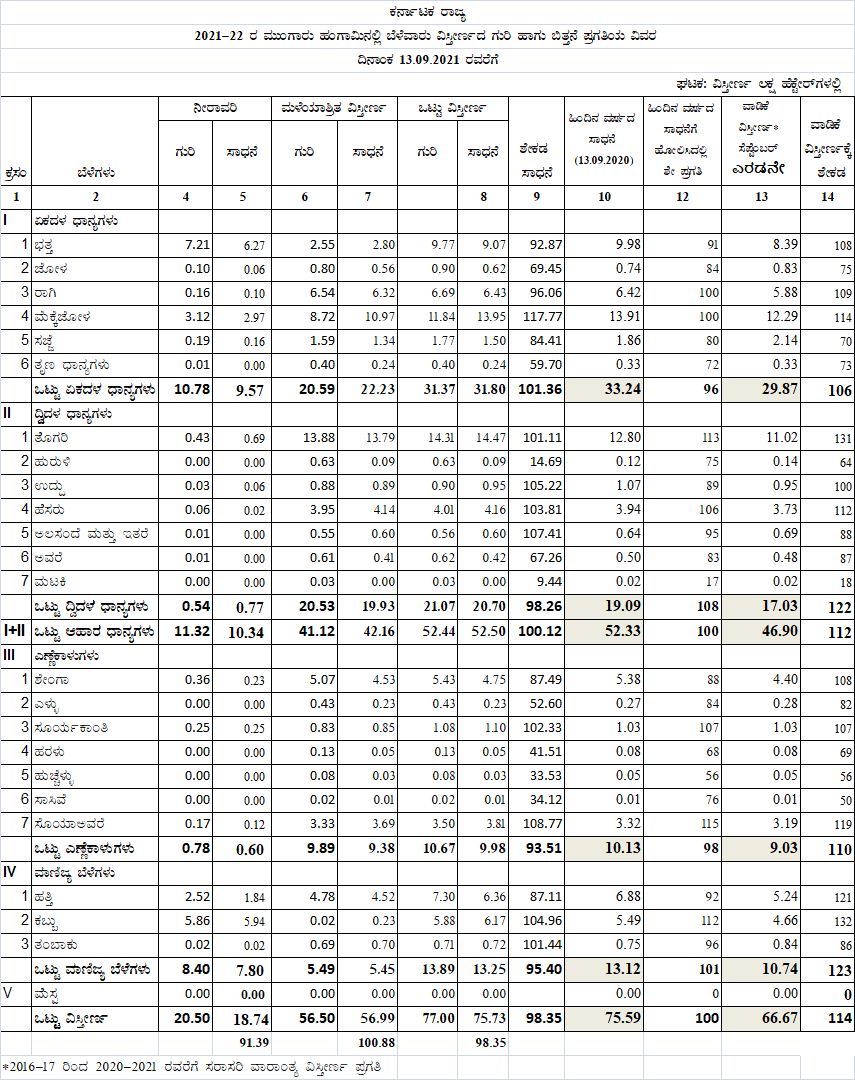 ಕರ್ನಾಟಕ ರಾಜ್ಯ
2021–22 ರ ಮುಂಗಾರು ಹಂಗಾಮಿನಲ್ಲಿ ಬೆಳೆವಾರು ವಿಸ್ತೀರ್ಣದ ಗುರಿ ಹಾಗು ಬಿತ್ತನೆ ಪ್ರಗತಿಯ ವಿವರ
ದಿನಾಂಕ 13.09.2021 ರವರೆಗೆ
ಘಟಕ: ವಿಸ್ತೀರ್ಣ ಲಕ್ಷ ಹೆಕ್ಟೇರ್‌ಗಳಲ್ಲಿ
ಕ್ರಸಂ ಬೆಳೆಗಳು ನೀರಾವರಿ ಮಳೆಯಾಶ್ರಿತ ವಿಸ್ತೀರ್ಣ ಒಟ್ಟು ವಿಸ್ತೀರ್ಣ ಶೇಕಡ ಸಾಧನೆ ಹಿಂದಿನ ವರ್ಷದ ಸಾಧನೆ (13.09.2020) ಹಿಂದಿನ ವರ್ಷದ ಸಾಧನೆಗೆ ಹೋಲಿಸಿದಲ್ಲಿ ಶೇ ಪ್ರಗತಿ ವಾಡಿಕೆ ವಿಸ್ತೀರ್ಣ* ಸೆಪ್ಟೆಂಬರ್ ಎರಡನೇ ವಾಡಿಕೆ ವಿಸ್ತೀರ್ಣಕ್ಕೆ ಶೇಕಡ
ಗುರಿ ಸಾಧನೆ ಗುರಿ ಸಾಧನೆ ಗುರಿ ಸಾಧನೆ
1 2 4 5 6 7 8 9 10 12 13 14
I ಏಕದಳ ಧಾನ್ಯಗಳು
1 ಭತ್ತ 7.21 6.27 2.55 2.80 9.77 9.07 92.87 9.98 91 8.39 108
2 ಜೋಳ 0.10 0.06 0.80 0.56 0.90 0.62 69.45 0.74 84 0.83 75
3 ರಾಗಿ 0.16 0.10 6.54 6.32 6.69 6.43 96.06 6.42 100 5.88 109
4 ಮೆಕ್ಕೆಜೋಳ 3.12 2.97 8.72 10.97 11.84 13.95 117.77 13.91 100 12.29 114
5 ಸಜ್ಜೆ 0.19 0.16 1.59 1.34 1.77 1.50 84.41 1.86 80 2.14 70
6 ತೃಣ ಧಾನ್ಯಗಳು 0.01 0.00 0.40 0.24 0.40 0.24 59.70 0.33 72 0.33 73
ಒಟ್ಟು ಏಕದಳ ಧಾನ್ಯಗಳು 10.78 9.57 20.59 22.23 31.37 31.80 101.36 33.24 96 29.87 106
II ದ್ವಿದಳ ಧಾನ್ಯಗಳು
1 ತೊಗರಿ 0.43 0.69 13.88 13.79 14.31 14.47 101.11 12.80 113 11.02 131
2 ಹುರುಳಿ 0.00 0.00 0.63 0.09 0.63 0.09 14.69 0.12 75 0.14 64
3 ಉದ್ದು 0.03 0.06 0.88 0.89 0.90 0.95 105.22 1.07 89 0.95 100
4 ಹೆಸರು 0.06 0.02 3.95 4.14 4.01 4.16 103.81 3.94 106 3.73 112
5 ಅಲಸಂದೆ ಮತ್ತು ಇತರೆ 0.01 0.00 0.55 0.60 0.56 0.60 107.41 0.64 95 0.69 88
6 ಅವರೆ 0.01 0.00 0.61 0.41 0.62 0.42 67.26 0.50 83 0.48 87
7 ಮಟಕಿ 0.00 0.00 0.03 0.00 0.03 0.00 9.44 0.02 17 0.02 18
ಒಟ್ಟು ದ್ವಿದಳ ಧಾನ್ಯಗಳು 0.54 0.77 20.53 19.93 21.07 20.70 98.26 19.09 108 17.03 122
I+II ಒಟ್ಟು ಆಹಾರ ಧಾನ್ಯಗಳು 11.32 10.34 41.12 42.16 52.44 52.50 100.12 52.33 100 46.90 112
III ಎಣ್ಣೆಕಾಳುಗಳು
1 ಶೇಂಗಾ 0.36 0.23 5.07 4.53 5.43 4.75 87.49 5.38 88 4.40 108
2 ಎಳ್ಳು 0.00 0.00 0.43 0.23 0.43 0.23 52.60 0.27 84 0.28 82
3 ಸೂರ್ಯಕಾಂತಿ 0.25 0.25 0.83 0.85 1.08 1.10 102.33 1.03 107 1.03 107
4 ಹರಳು 0.00 0.00 0.13 0.05 0.13 0.05 41.51 0.08 68 0.08 69
5 ಹುಚ್ಚೆಳ್ಳು 0.00 0.00 0.08 0.03 0.08 0.03 33.53 0.05 56 0.05 56
6 ಸಾಸಿವೆ 0.00 0.00 0.02 0.01 0.02 0.01 34.12 0.01 76 0.01 50
7 ಸೊಯಾಅವರೆ 0.17 0.12 3.33 3.69 3.50 3.81 108.77 3.32 115 3.19 119
ಒಟ್ಟು ಎಣ್ಣೆಕಾಳುಗಳು 0.78 0.60 9.89 9.38 10.67 9.98 93.51 10.13 98 9.03 110
IV ವಾಣಿಜ್ಯ ಬೆಳೆಗಳು
1 ಹತ್ತಿ 2.52 1.84 4.78 4.52 7.30 6.36 87.11 6.88 92 5.24 121
2 ಕಬ್ಬು 5.86 5.94 0.02 0.23 5.88 6.17 104.96 5.49 112 4.66 132
3 ತಂಬಾಕು 0.02 0.02 0.69 0.70 0.71 0.72 101.44 0.75 96 0.84 86
ಒಟ್ಟು ವಾಣಿಜ್ಯ ಬೆಳೆಗಳು 8.40 7.80 5.49 5.45 13.89 13.25 95.40 13.12 101 10.74 123
V ಮೆಸ್ಟ 0.00 0.00 0.00 0.00 0.00 0.00 0.00 0 0.00 0
ಒಟ್ಟು ವಿಸ್ತೀರ್ಣ 20.50 18.74 56.50 56.99 77.00 75.73 98.35 75.59 100 66.67 114
91.39 100.88 98.35
*2016–17 ರಿಂದ 2020–2021 ರವರೆಗೆ ಸರಾಸರಿ ವಾರಾಂತ್ಯ ವಿಸ್ತೀರ್ಣ ಪ್ರಗತಿ